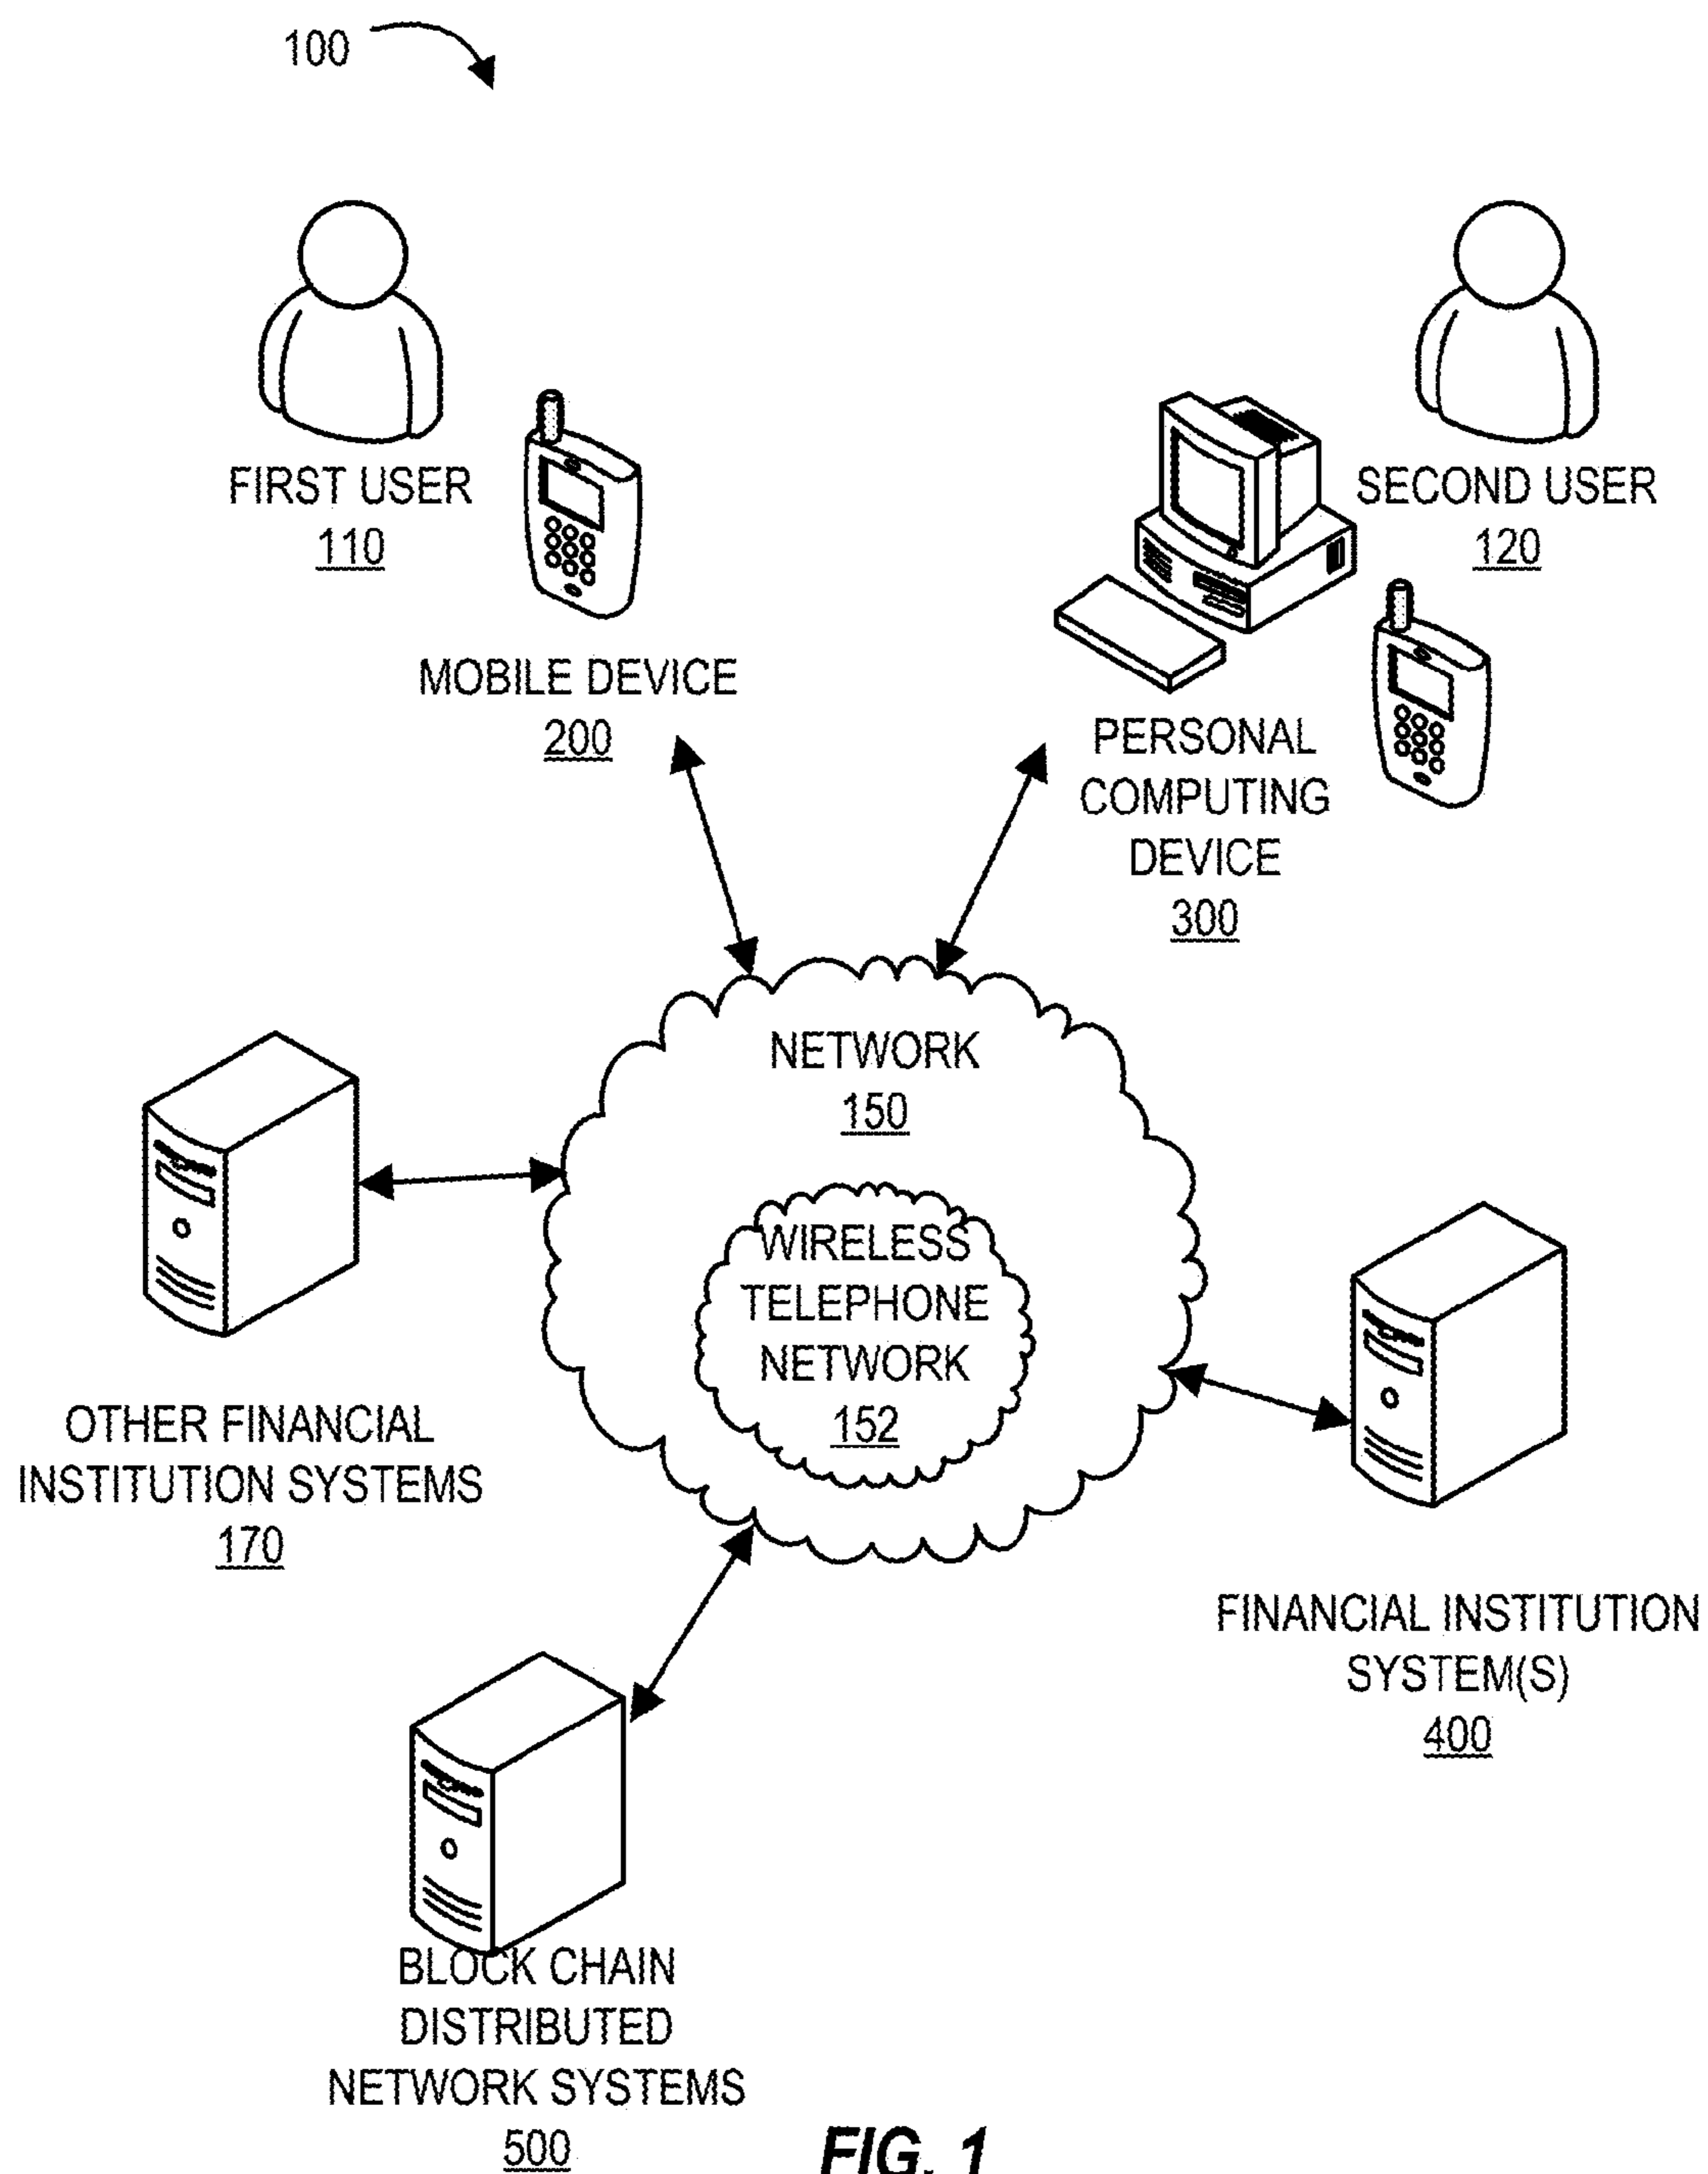 100
FIRST USER
110
MOBILE DEVICE
200
SECOND USER
120
PERSONAL
COMPUTING
DEVICE
300
NETWORK
150
WIRELESS
TELEPHONE
NETWORK
152
OTHER FINANCIAL
INSTITUTION SYSTEMS
170
FINANCIAL INSTITUTION
SYSTEM(S)
400
BLOCK CHAIN
DISTRIBUTED
NETWORK SYSTEMS
500
FIG. 1